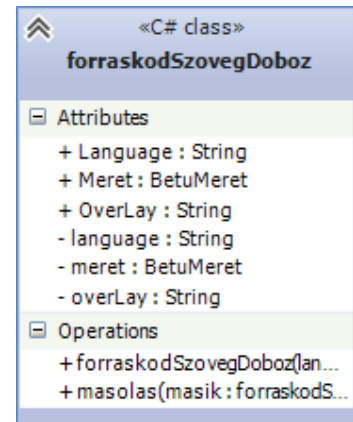 «C# class»
forraskodSzovegDoboz
Attributes
+ Language : String
+ Meret : BetuMeret
+ OverLay : String
- language : String
- meret : BetuMeret
- overLay : String
Operations
+ forraskodSzovegDoboz(lan...
+ masolas(masik : forraskodS...